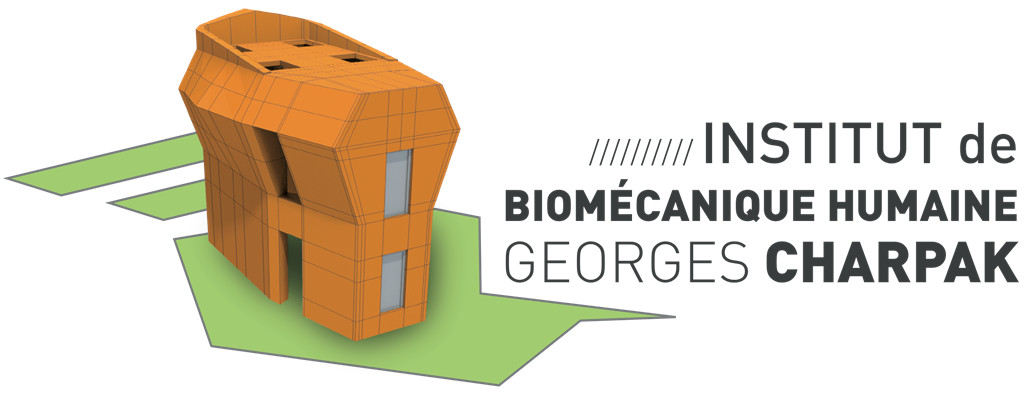 ////////// INSTITUT de
BIOMÉCANIQUE HUMAINE
GEORGES CHARPAK